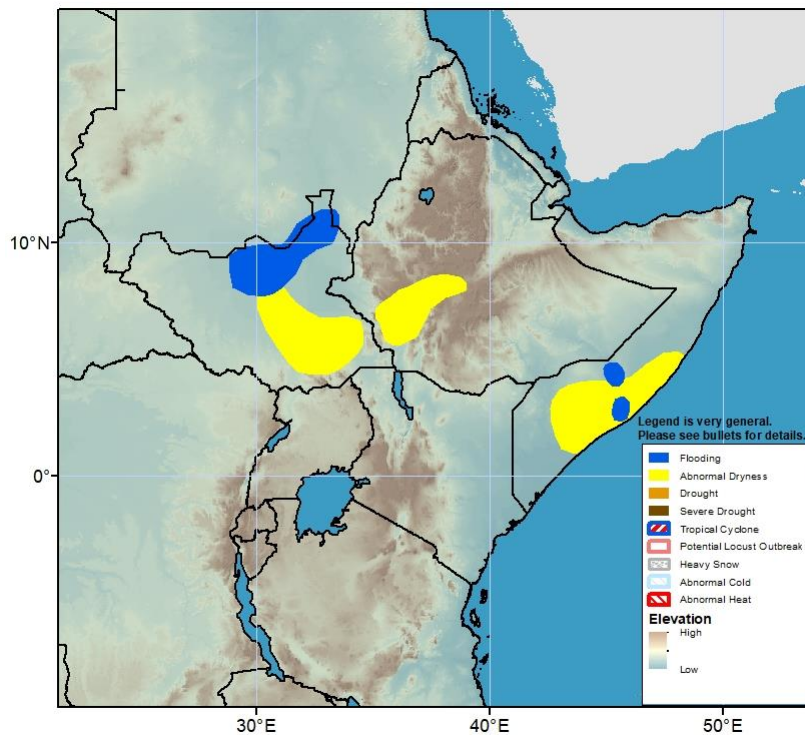 10°N
0°
Legend is very general.
Please see bullets for details.
Flooding
Abnormal Dryness
Drought
Severe Drought
Tropical Cyclone
Potential Locust Outbreak
Heavy Snow
Abnormal Cold
Abnormal Heat
Elevation
High
Low
30°E 40°E 50°E